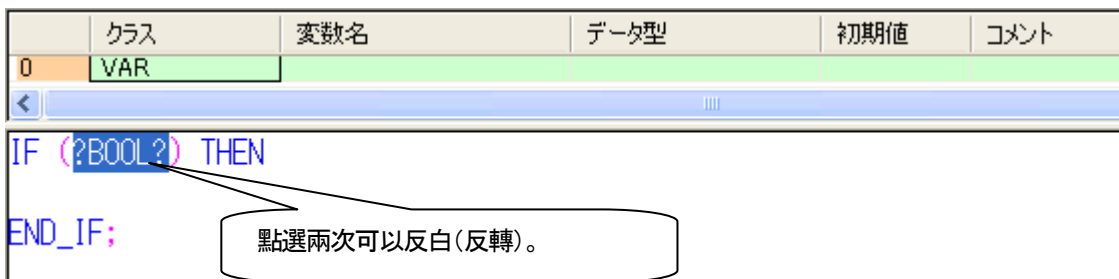 クラス 変数名 データ型 初期値 コメント
0 VAR
IF (?BOOL?) THEN
END_IF;
點選兩次可以反白(反轉)。